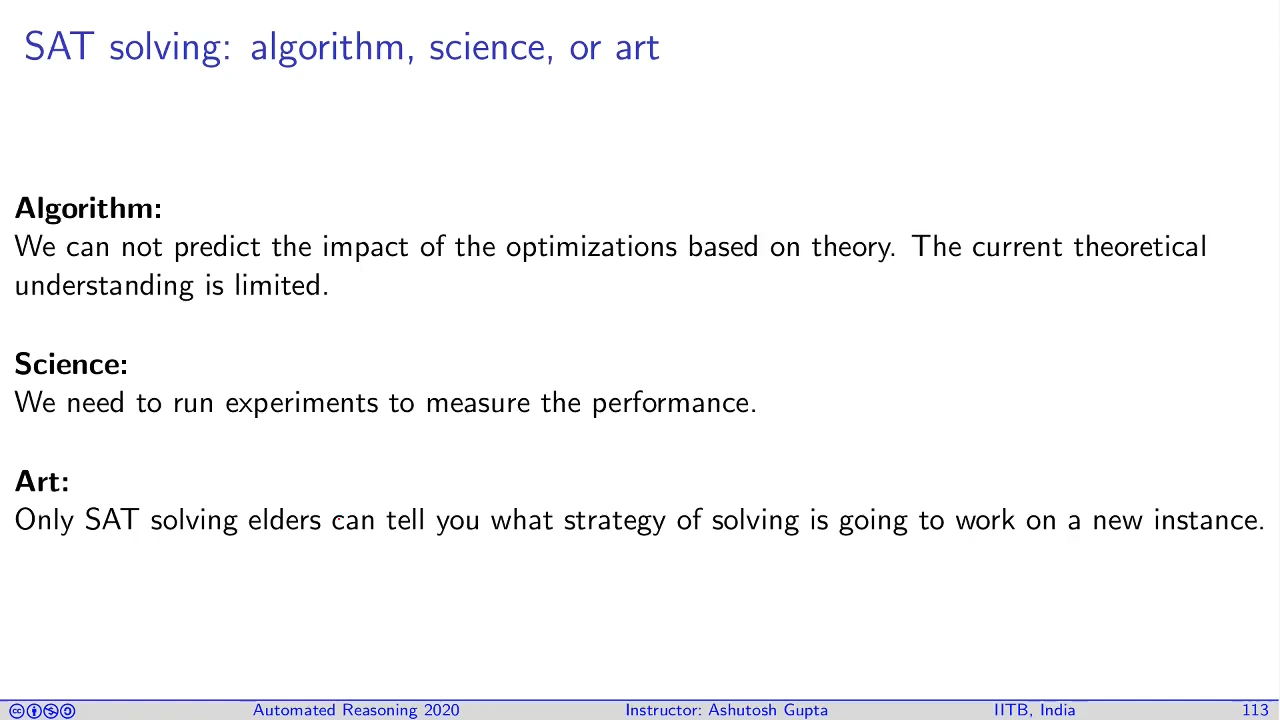 SAT solving: algorithm, science, or art
Algorithm:
We can not predict the impact of the optimizations based on theory. The current theoretical
understanding is limited.
Science:
We need to run experiments to measure the performance.
Art:
Only SAT solving elders can tell you what strategy of solving is going to work on a new instance.
Automated Reasoning 2020 Instructor: Ashutosh Gupta IITB, India 113